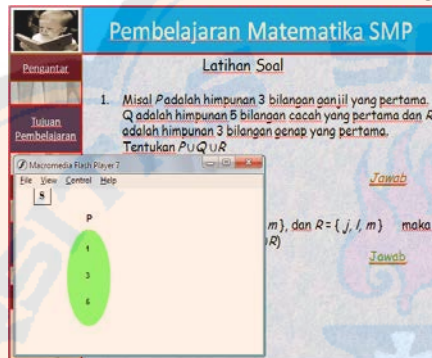 Pembelajaran Matematika SMP
Pengantar
Tujuan
Pembelajaran
Latihan Soal
1. Misal P adalah himpunan 3 bilangan ganjil yang pertama.
Q adalah himpunan 5 bilangan cacah yang pertama dan R
adalah himpunan 3 bilangan genap yang pertama.
Tentukan P∪Q∪R
Jawab
m}, dan R = { j, l, m } maka
R)
Jawab
Macromedia Flash Player 7
File View Control Help
S
P
1
3
5